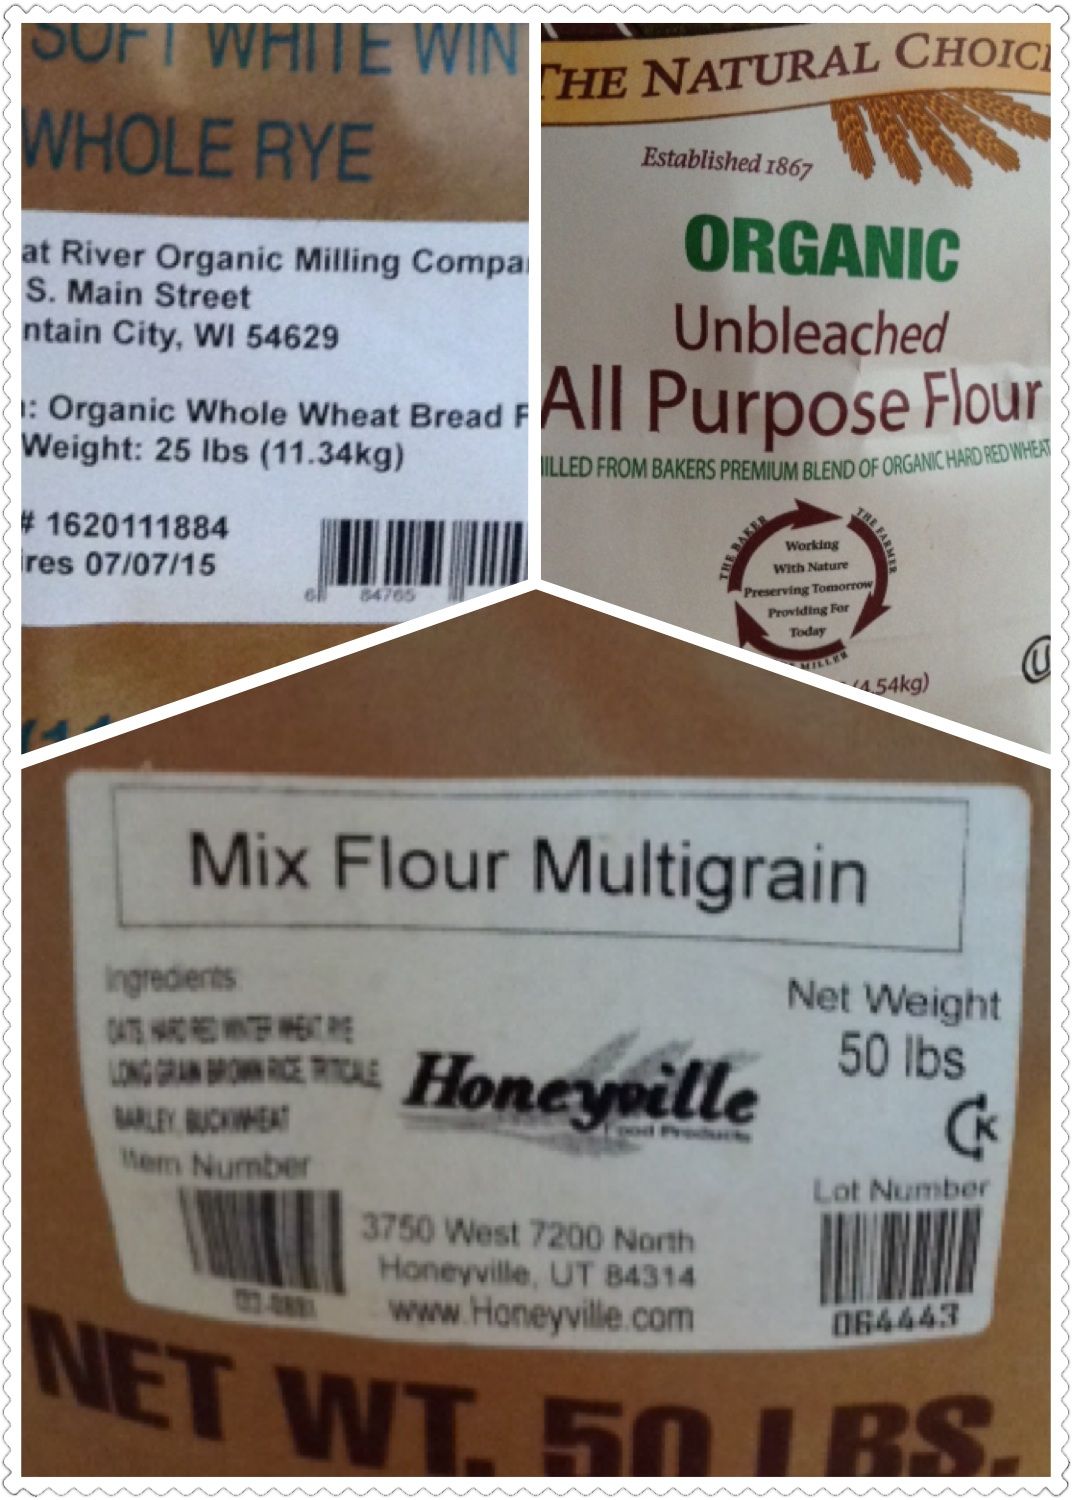 SOFT WHITE WIN
WHOLE RYE
at River Organic Milling Compa
S. Main Street
ntain City, WI 54629
: Organic Whole Wheat Bread F
Weight: 25 lbs (11.34kg)
# 1620111884
ires 07/07/15
6 84765
THE NATURAL CHOIC
Established 1867
ORGANIC
Unbleached
All Purpose Flour
ILLED FROM BAKERS PREMIUM BLEND OF ORGANIC HARD RED WHEAT
THE BAKER
THE FARMER
Working
With Nature
Preserving Tomorrow
Providing For
Today
MILLER
(4.54kg)
U
Mix Flour Multigrain
Ingredients:
OATS, HARD RED WINTER WHEAT, RYE
LONG GRAIN BROWN RICE, TRITICALE
BARLEY, BUCKWHEAT
Net Weight
50 lbs
Honeyville
Food Products
K
Item Number
Lot Number
3750 West 7200 North
Honeyville, UT 84314
www.Honeyville.com
064443
NET WT. 50 LBS.